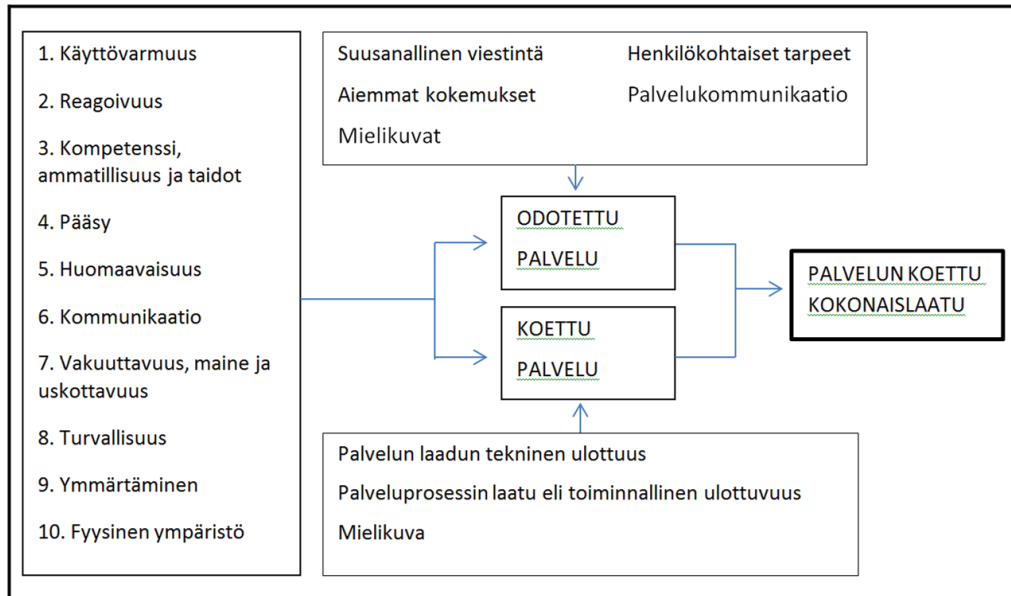 1. Käyttövarmuus
2. Reagoivuus
3. Kompetenssi,
ammatillisuus ja taidot
4. Pääsy
5. Huomaavaisuus
6. Kommunikaatio
7. Vakuuttavuus, maine ja
uskottavuus
8. Turvallisuus
9. Ymmärtäminen
10. Fyysinen ympäristö
Suusanallinen viestintä
Henkilökohtaiset tarpeet
Aiemmat kokemukset
Palvelukommunikaatio
Mielikuvat
ODOTETTU
PALVELU
KOETTU
PALVELU
PALVELUN KOETTU
KOKONAISLAATU
Palvelun laadun tekninen ulottuus
Palveluprosessin laatu eli toiminnallinen ulottuvuus
Mielikuva